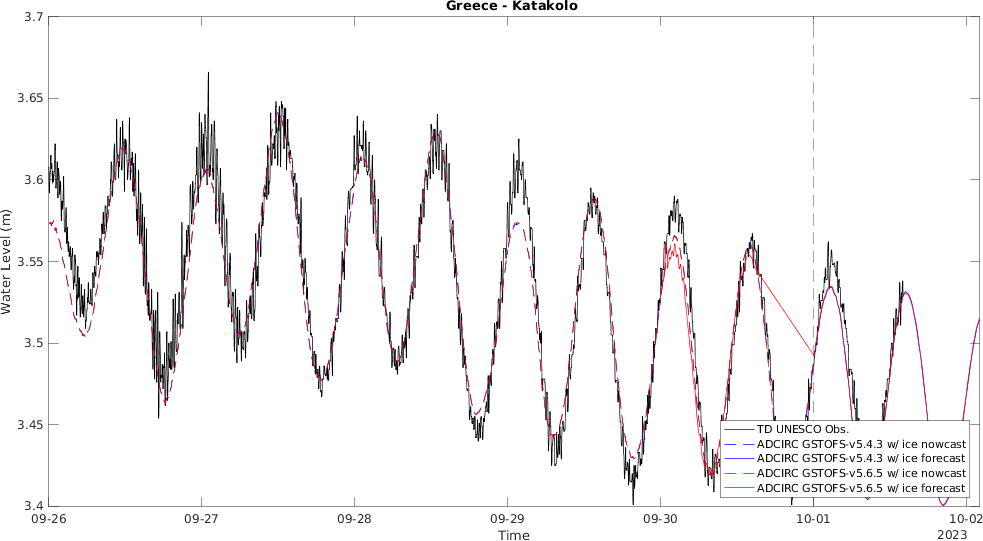 Greece - Katakolo
3.7
3.65
3.6
3.55
3.5
3.45
3.4
Water Level (m)
09-26
09-27
09-28
09-29
09-30
10-01
10-02
2023
Time
TD UNESCO Obs.
ADCIRC GSTOFS-v5.4.3 w/ ice nowcast
ADCIRC GSTOFS-v5.4.3 w/ ice forecast
ADCIRC GSTOFS-v5.6.5 w/ ice nowcast
ADCIRC GSTOFS-v5.6.5 w/ ice forecast